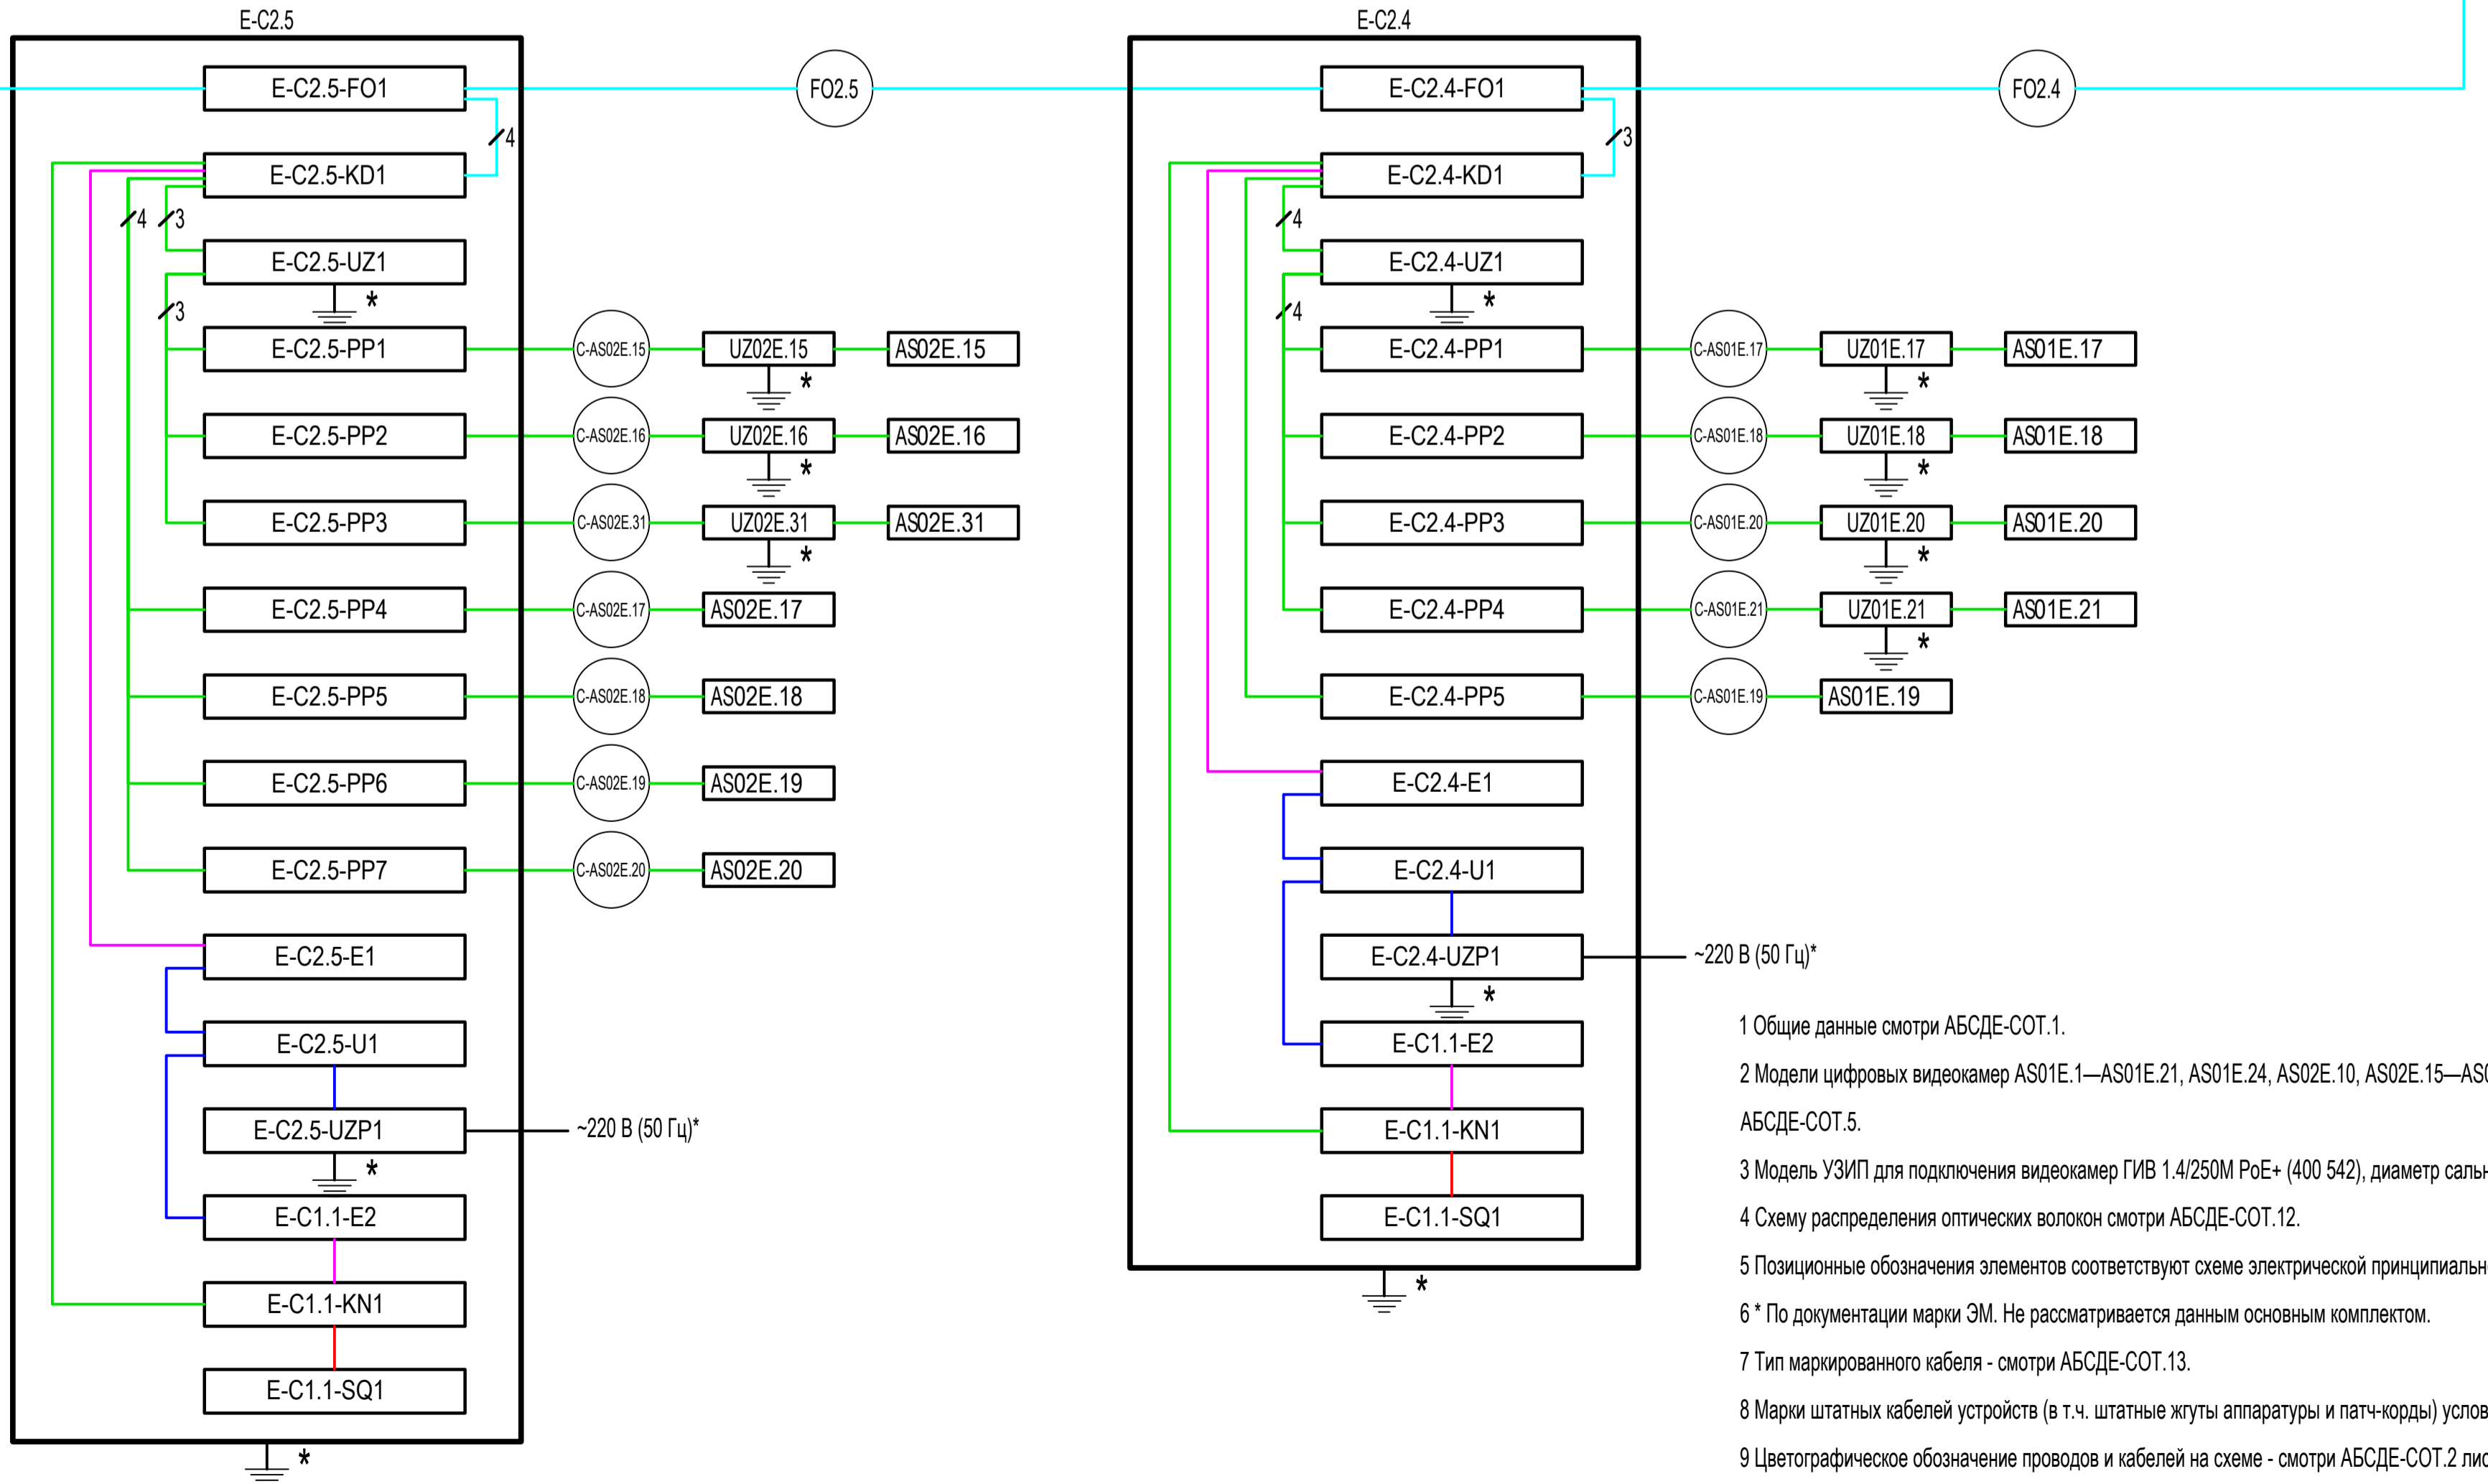 E-C2.5
E-C2.5-FO1
4
E-C2.5-KD1
4
3
E-C2.5-UZ1
*
3
E-C2.5-PP1
C-AS02E.15
UZ02E.15
AS02E.15
*
E-C2.5-PP2
C-AS02E.16
UZ02E.16
AS02E.16
*
E-C2.5-PP3
C-AS02E.31
UZ02E.31
AS02E.31
*
E-C2.5-PP4
C-AS02E.17
AS02E.17
E-C2.5-PP5
C-AS02E.18
AS02E.18
E-C2.5-PP6
C-AS02E.19
AS02E.19
E-C2.5-PP7
C-AS02E.20
AS02E.20
E-C2.5-E1
E-C2.5-U1
E-C2.5-UZP1
~220 В (50 Гц)*
*
E-C1.1-E2
E-C1.1-KN1
E-C1.1-SQ1
*
FO2.5
E-C2.4
E-C2.4-FO1
3
E-C2.4-KD1
4
E-C2.4-UZ1
*
4
E-C2.4-PP1
C-AS01E.17
UZ01E.17
AS01E.17
*
E-C2.4-PP2
C-AS01E.18
UZ01E.18
AS01E.18
*
E-C2.4-PP3
C-AS01E.20
UZ01E.20
AS01E.20
*
E-C2.4-PP4
C-AS01E.21
UZ01E.21
AS01E.21
*
E-C2.4-PP5
C-AS01E.19
AS01E.19
E-C2.4-E1
E-C2.4-U1
E-C2.4-UZP1
~220 В (50 Гц)*
*
E-C1.1-E2
E-C1.1-KN1
E-C1.1-SQ1
*
FO2.4
1 Общие данные смотри АБСДЕ-СОТ.1.
2 Модели цифровых видеокамер AS01E.1—AS01E.21, AS01E.24, AS02E.10, AS02E.15—
АБСДЕ-СОТ.5.
3 Модель УЗИП для подключения видеокамер ГИВ 1.4/250М PoE+ (400 542), диаметр
4 Схему распределения оптических волокон смотри АБСДЕ-СОТ.12.
5 Позиционные обозначения элементов соответствуют схеме электрической
6 * По документации марки ЭМ. Не рассматривается данным основным комплектом.
7 Тип маркированного кабеля - смотри АБСДЕ-СОТ.13.
8 Марки штатных кабелей устройств (в т.ч. штатные жгуты аппаратуры и патч-корды)
9 Цветографическое обозначение проводов и кабелей на схеме - смотри АБСДЕ-СОТ.2